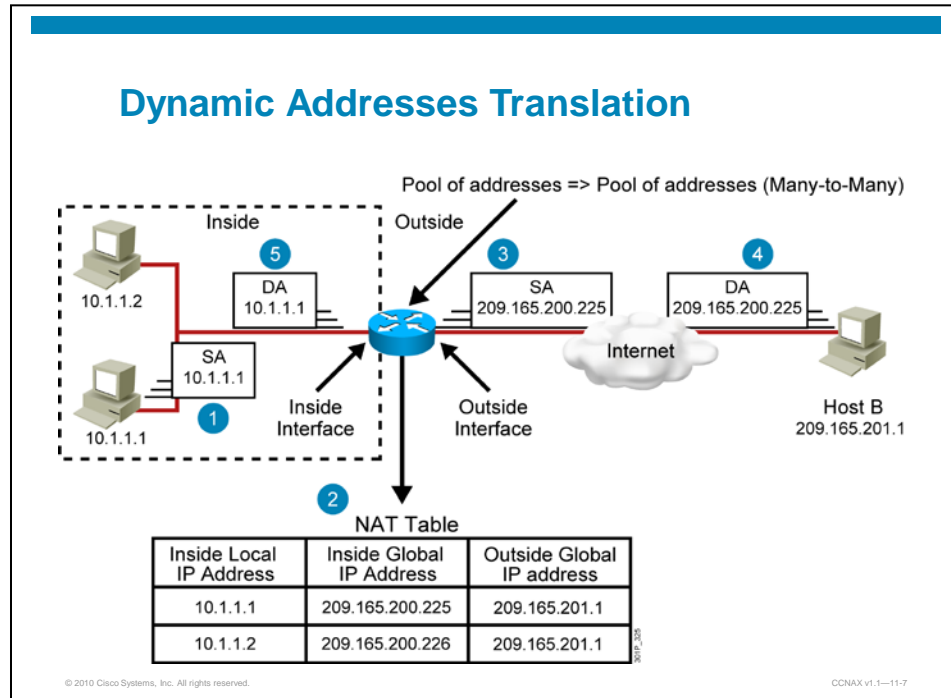 Dynamic Addresses Translation
Pool of addresses => Pool of addresses (Many-to-Many)
Inside
Outside
5
3
4
DA
10.1.1.1
SA
209.165.200.225
DA
209.165.200.225
10.1.1.2
Internet
SA
10.1.1.1
1
10.1.1.1
Inside
Interface
Outside
Interface
Host B
209.165.201.1
2
NAT Table
Inside Local
IP Address
Inside Global
IP Address
Outside Global
IP address
10.1.1.1
209.165.200.225
209.165.201.1
10.1.1.2
209.165.200.226
209.165.201.1
301P_325
© 2010 Cisco Systems, Inc. All rights reserved.
CCNAX v1.1—11-7